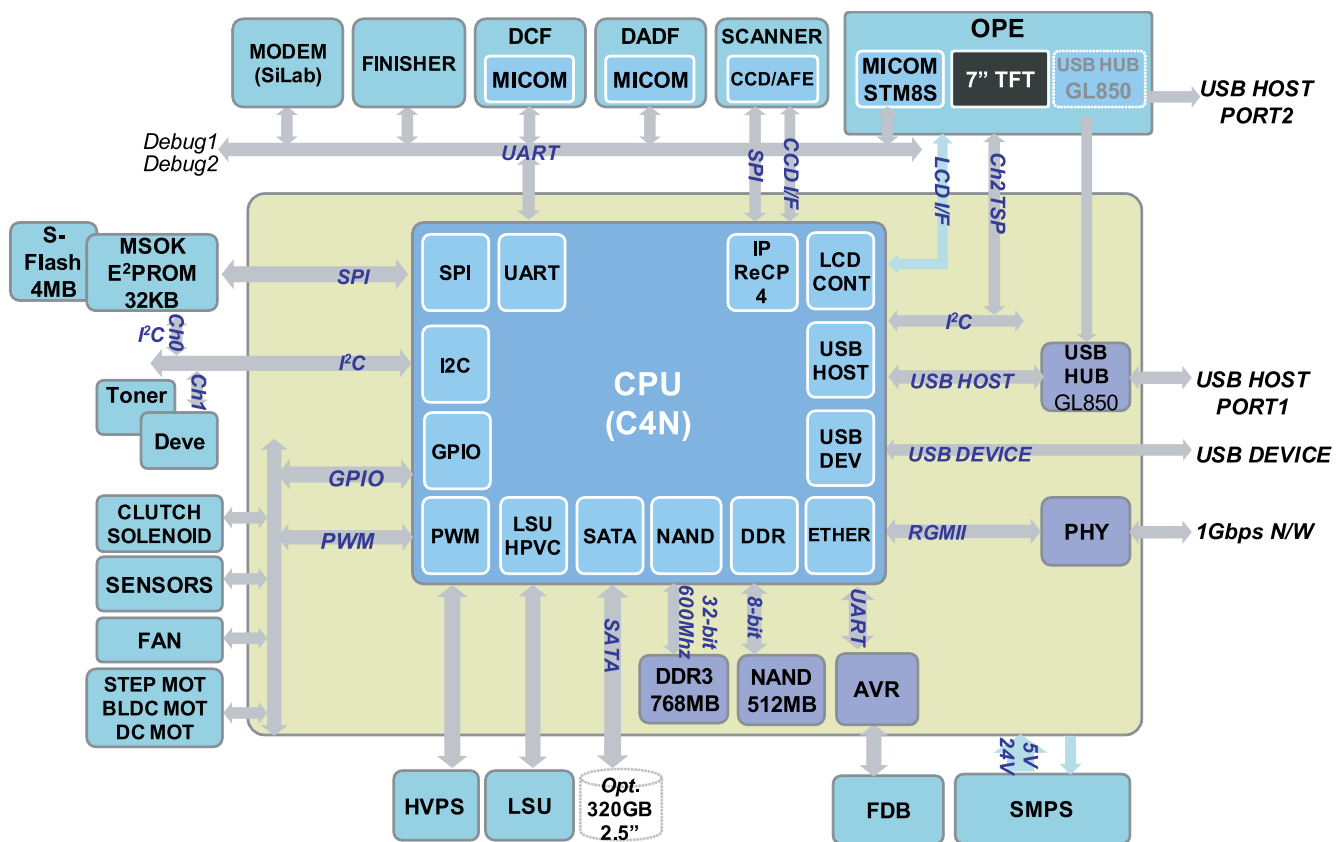 MODEM
(SiLab)
FINISHER
DCF
MICOM
DADF
MICOM
SCANNER
CCD/AFE
OPE
MICOM
STM8S
7” TFT
USB HUB
GL850
USB HOST
PORT2
Debug1
Debug2
UART
SPI
CCD I/F
LCD I/F
Ch2 TSP
S-
Flash
4MB
MSOK
E²PROM
32KB
SPI
I²C
Ch0
I²C
Ch1
Toner
Deve
SPI
UART
IP
ReCP
4
LCD
CONT
I2C
USB
HOST
CPU
(C4N)
GPIO
USB
DEV
PWM
LSU
HPVC
SATA
NAND
DDR
ETHER
I²C
USB HOST
USB
HUB
GL850
USB HOST
PORT1
USB DEVICE
USB DEVICE
RGMII
PHY
1Gbps N/W
GPIO
PWM
CLUTCH
SOLENOID
SENSORS
FAN
STEP MOT
BLDC MOT
DC MOT
SATA
32-bit
600Mhz
8-bit
UART
DDR3
768MB
NAND
512MB
AVR
5V
24V
HVPS
LSU
Opt.
320GB
2.5”
FDB
SMPS